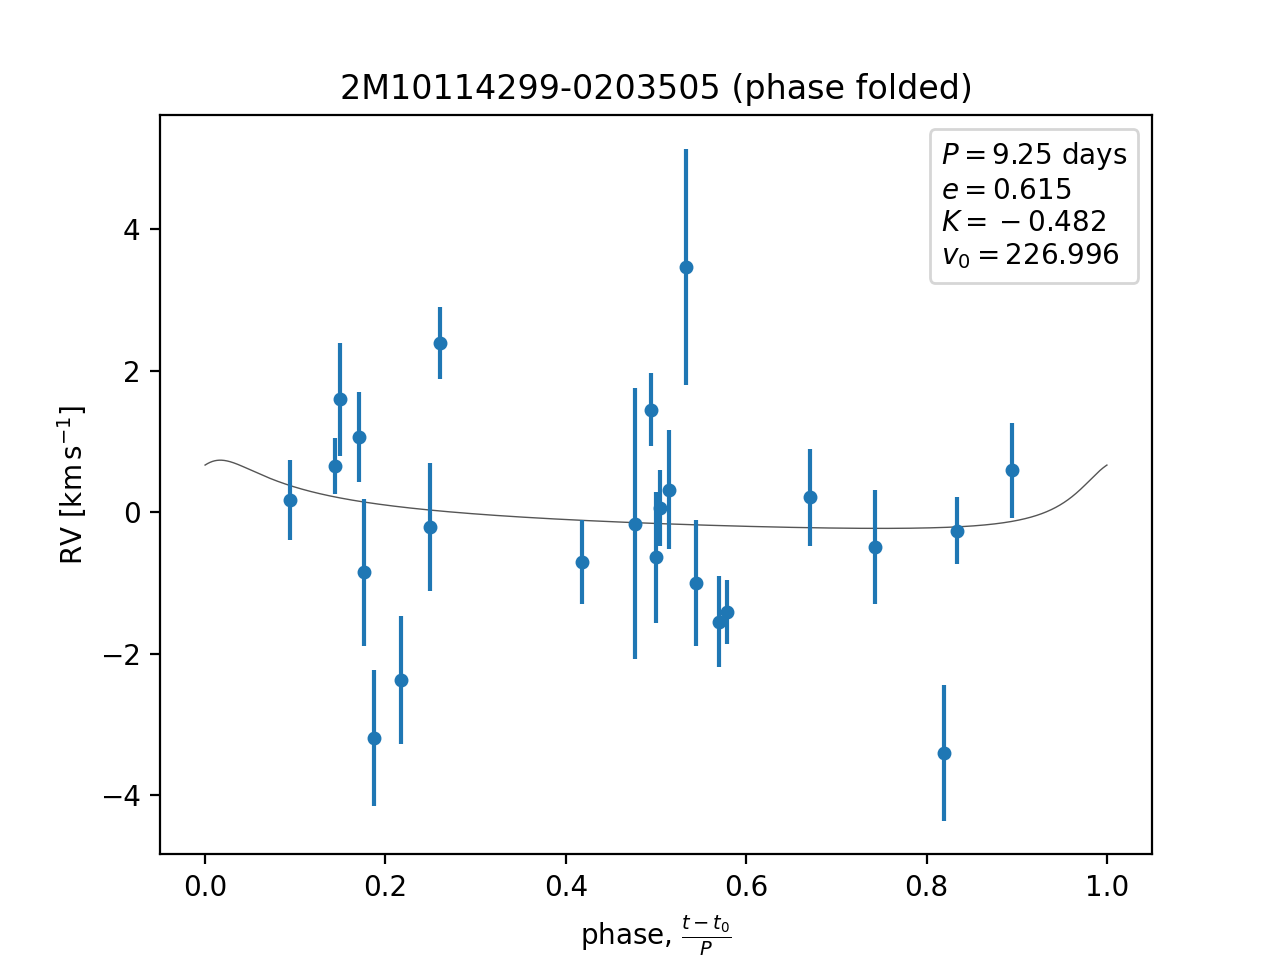 2M10114299-0203505 (phase folded)
P = 9.25 days
e = 0.615
K = −0.482
v₀ = 226.996
RV [km s⁻¹]
4
2
0
−2
−4
0.0 0.2 0.4 0.6 0.8 1.0
phase, (t − t₀)/P